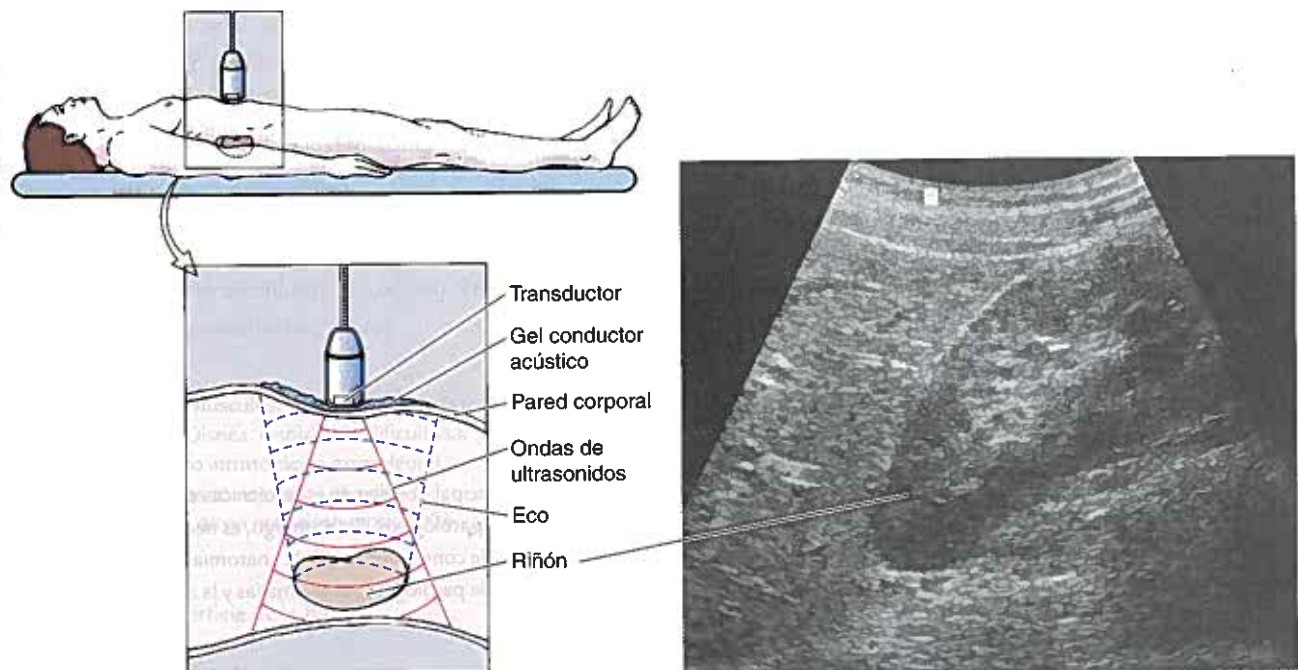 Transductor
Gel conductor
acústico
Pared corporal
Ondas de
ultrasonidos
Eco
Riñón